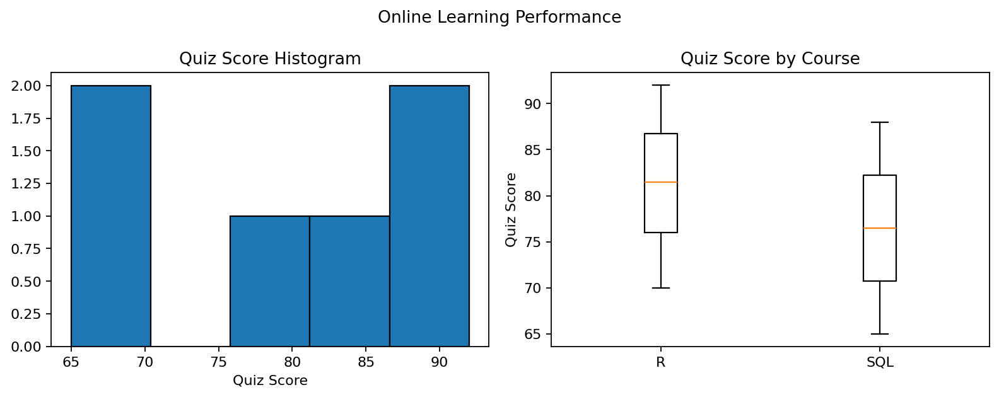 Online Learning Performance
Quiz Score Histogram
2.00
1.75
1.50
1.25
1.00
0.75
0.50
0.25
0.00
65 70 75 80 85 90
Quiz Score
Quiz Score by Course
Quiz Score
90
85
80
75
70
65
R SQL